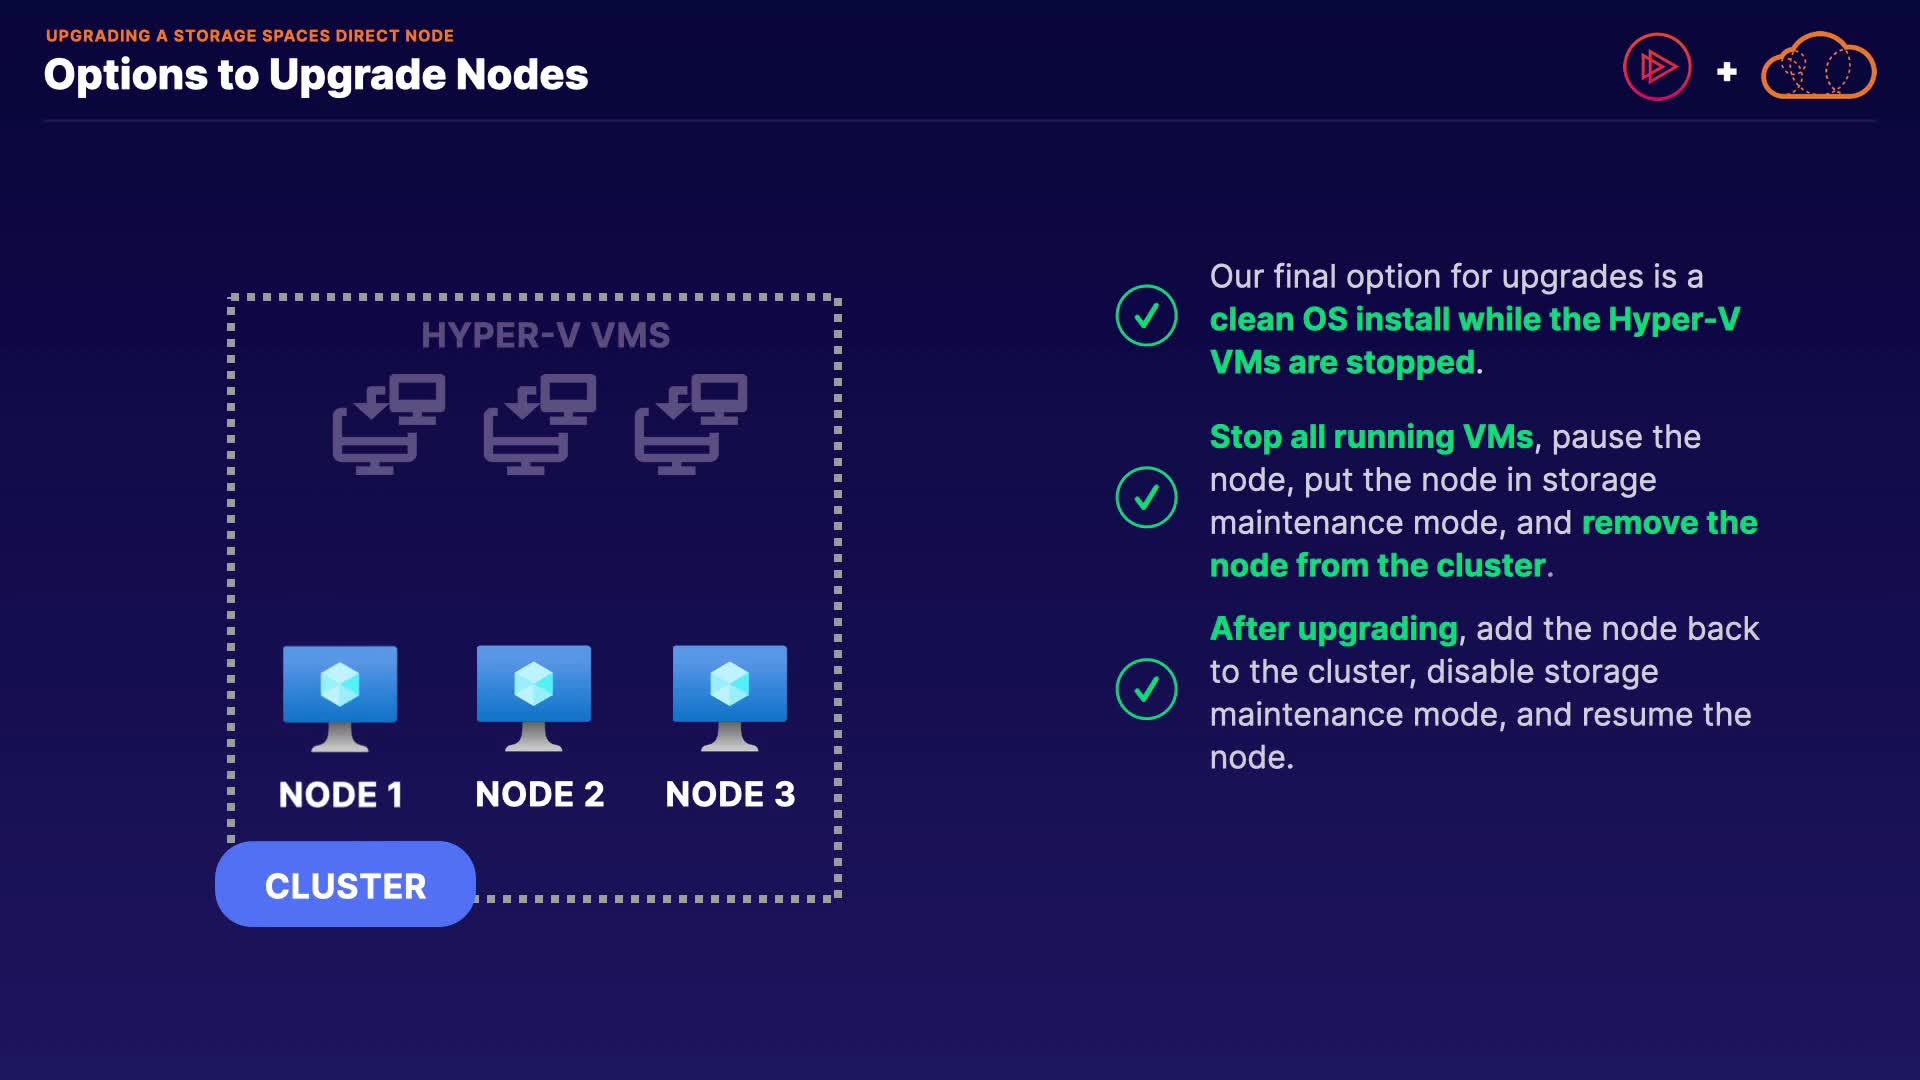 UPGRADING A STORAGE SPACES DIRECT NODE
Options to Upgrade Nodes
HYPER-V VMS
NODE 1
NODE 2
NODE 3
CLUSTER
Our final option for upgrades is a
clean OS install while the Hyper-V
VMs are stopped.
Stop all running VMs, pause the
node, put the node in storage
maintenance mode, and remove the
node from the cluster.
After upgrading, add the node back
to the cluster, disable storage
maintenance mode, and resume the
node.